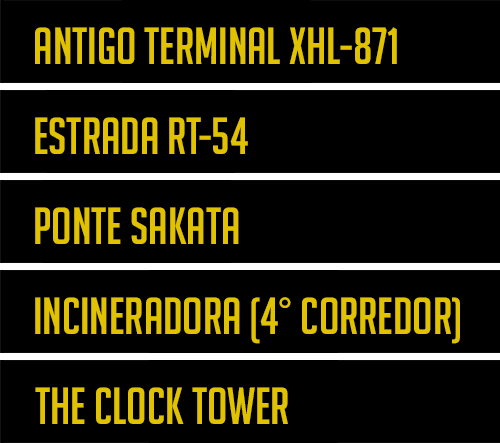 ANTIGO TERMINAL XHL-871
ESTRADA RT-54
PONTE SAKATA
INCINERADORA (4° CORREDOR)
THE CLOCK TOWER